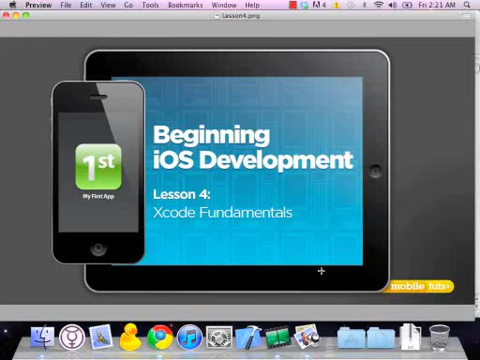 Preview File Edit View Go Tools Bookmarks Window Help
4 Fri 2:21 AM
Lesson4.png
Beginning
iOS Development
Lesson 4:
Xcode Fundamentals
1st
My First App
mobile tuts+